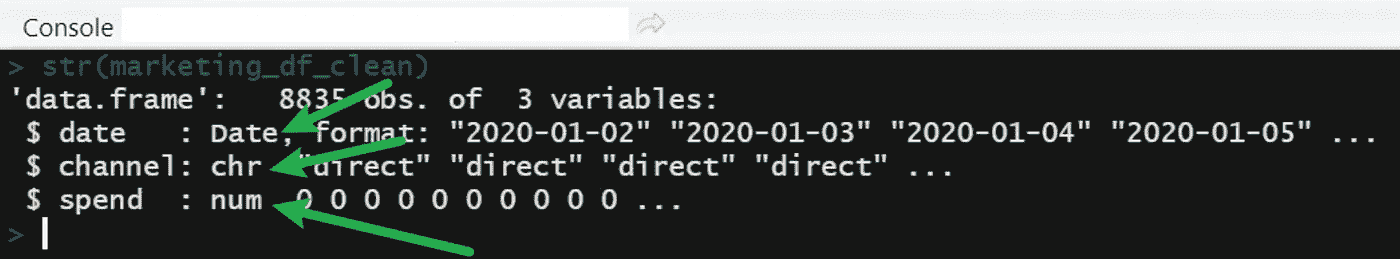 Console
> str(marketing_df_clean)
'data.frame':   8835 obs. of  3 variables:
 $ date   : Date, format: "2020-01-02" "2020-01-03" "2020-01-04" "2020-01-05" ...
 $ channel: chr  "direct" "direct" "direct" "direct" ...
 $ spend  : num  0 0 0 0 0 0 0 0 0 0 ...
>